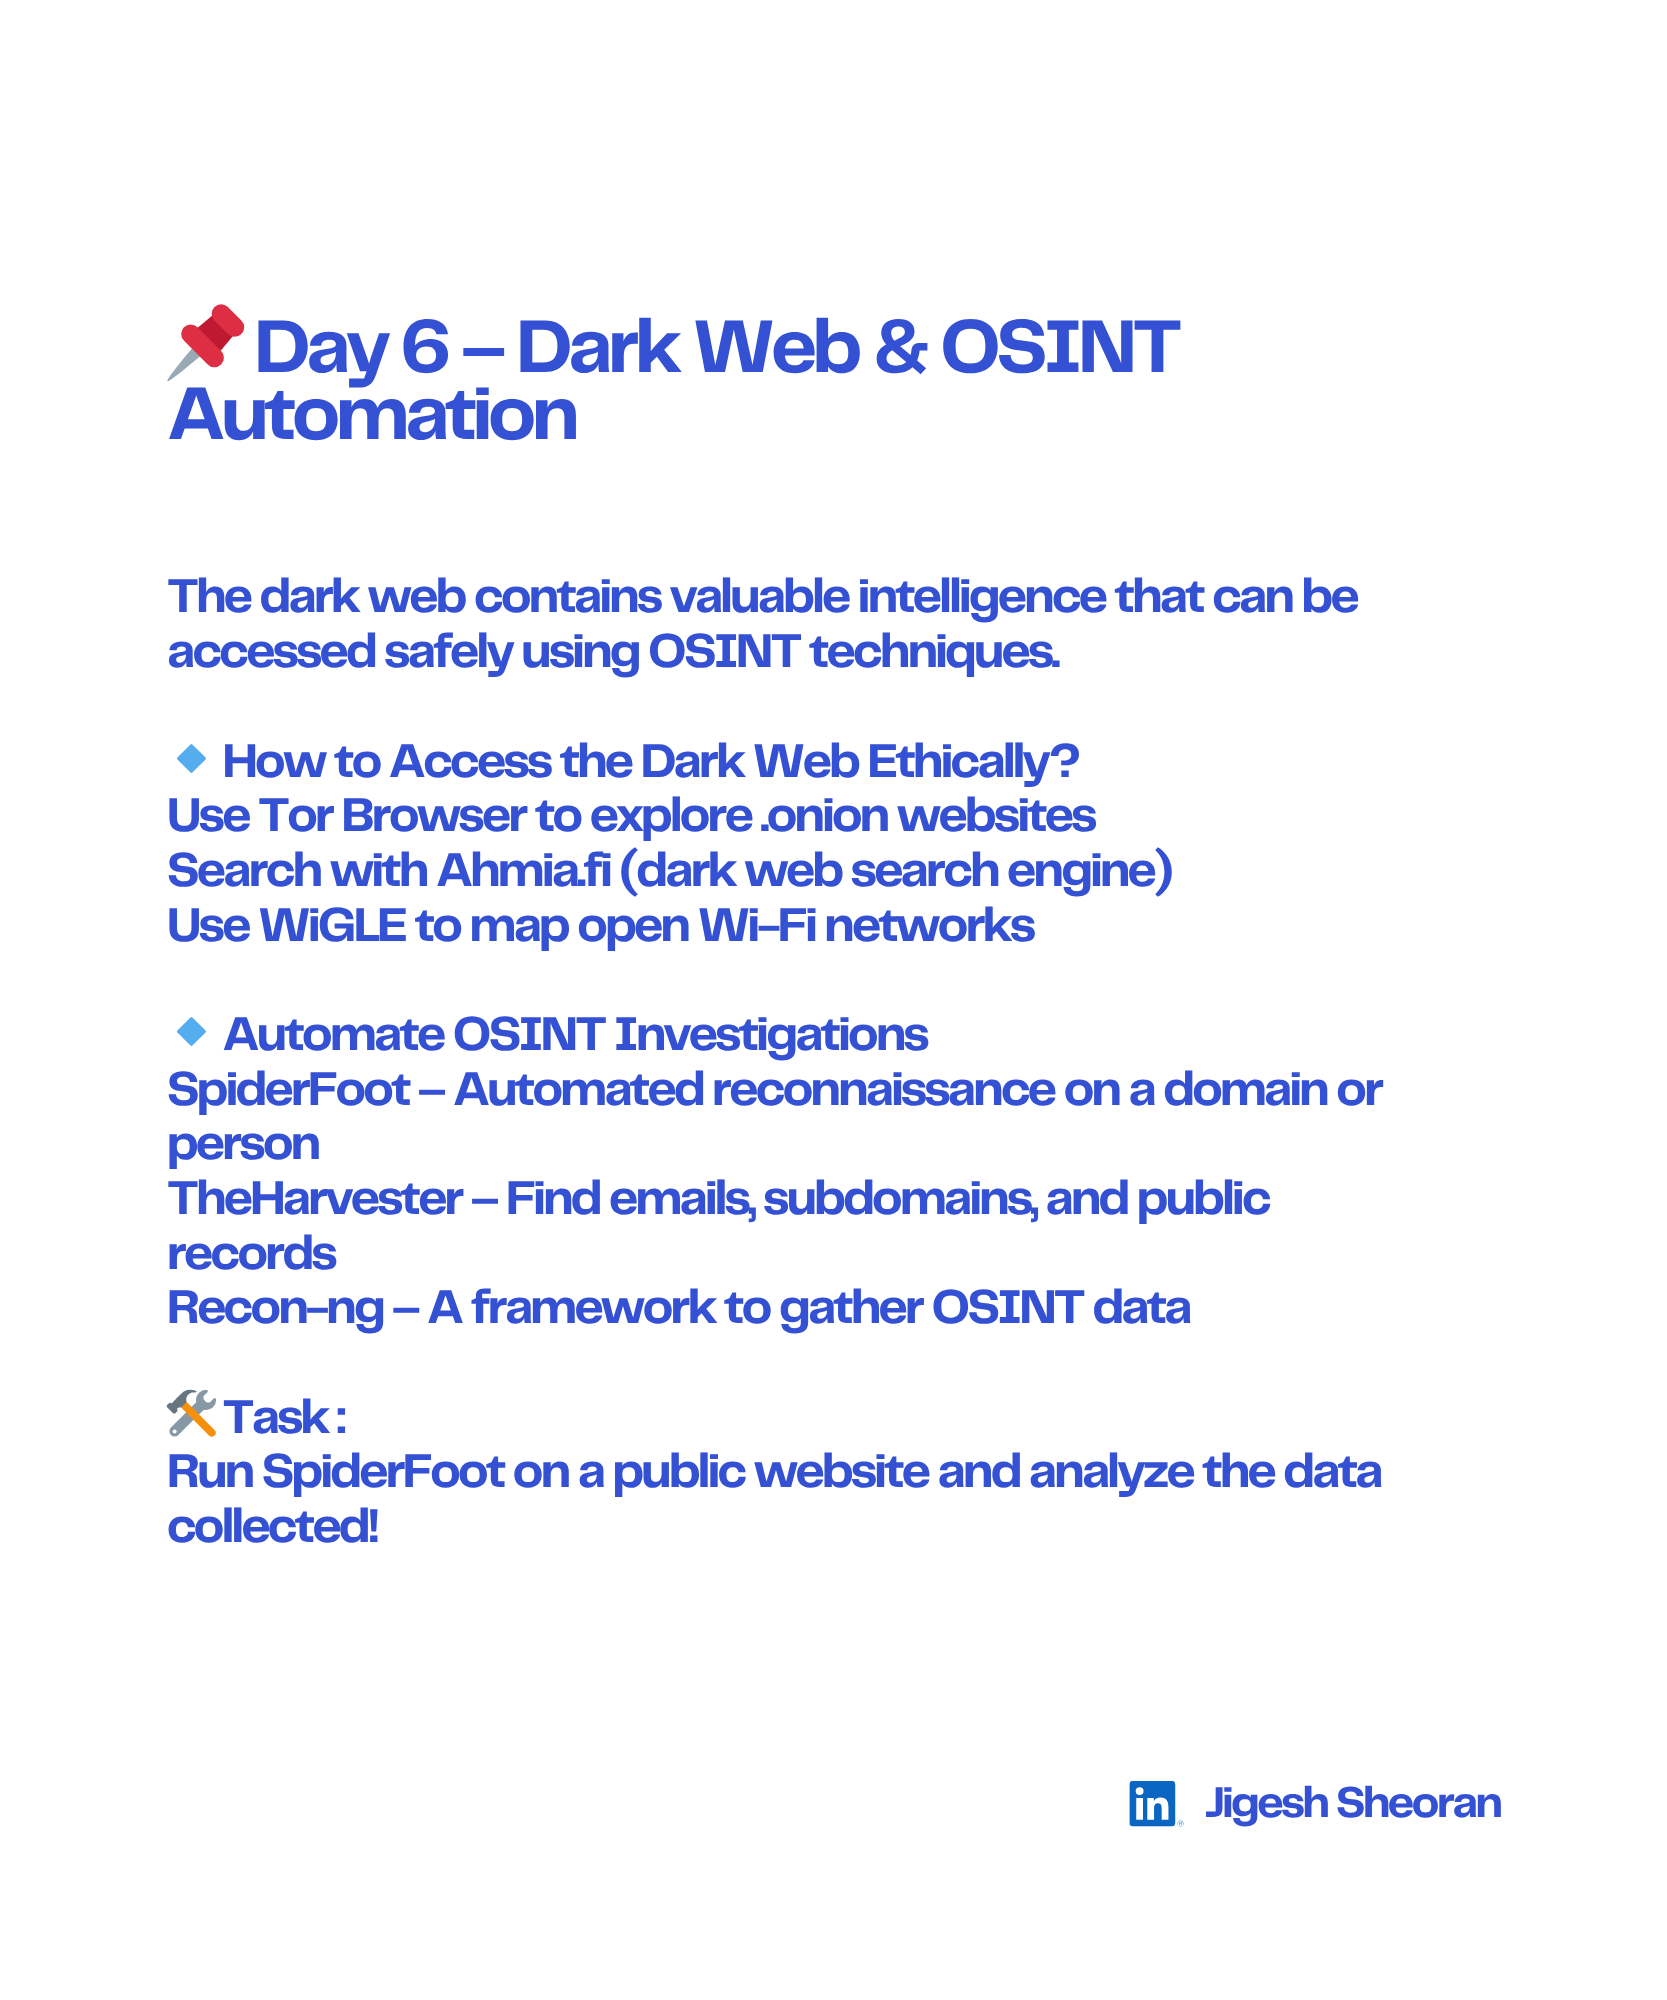 📌 Day 6 – Dark Web & OSINT
Automation
The dark web contains valuable intelligence that can be
accessed safely using OSINT techniques.
🔹 How to Access the Dark Web Ethically?
Use Tor Browser to explore .onion websites
Search with Ahmia.fi (dark web search engine)
Use WiGLE to map open Wi-Fi networks
🔹 Automate OSINT Investigations
SpiderFoot – Automated reconnaissance on a domain or
person
TheHarvester – Find emails, subdomains, and public
records
Recon-ng – A framework to gather OSINT data
🛠 Task :
Run SpiderFoot on a public website and analyze the data
collected!
in® Jigesh Sheoran